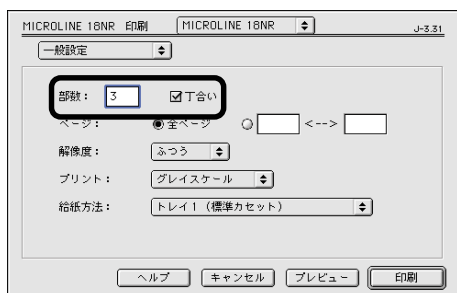 MICROLINE 18NR 印刷 MICROLINE 18NR J-3.31
一般設定
部数： 3 丁合い
ページ： 全ページ <-->
解像度： ふつう
プリント： グレイスケール
給紙方法： トレイ1（標準カセット）
ヘルプ キャンセル プレビュー 印刷